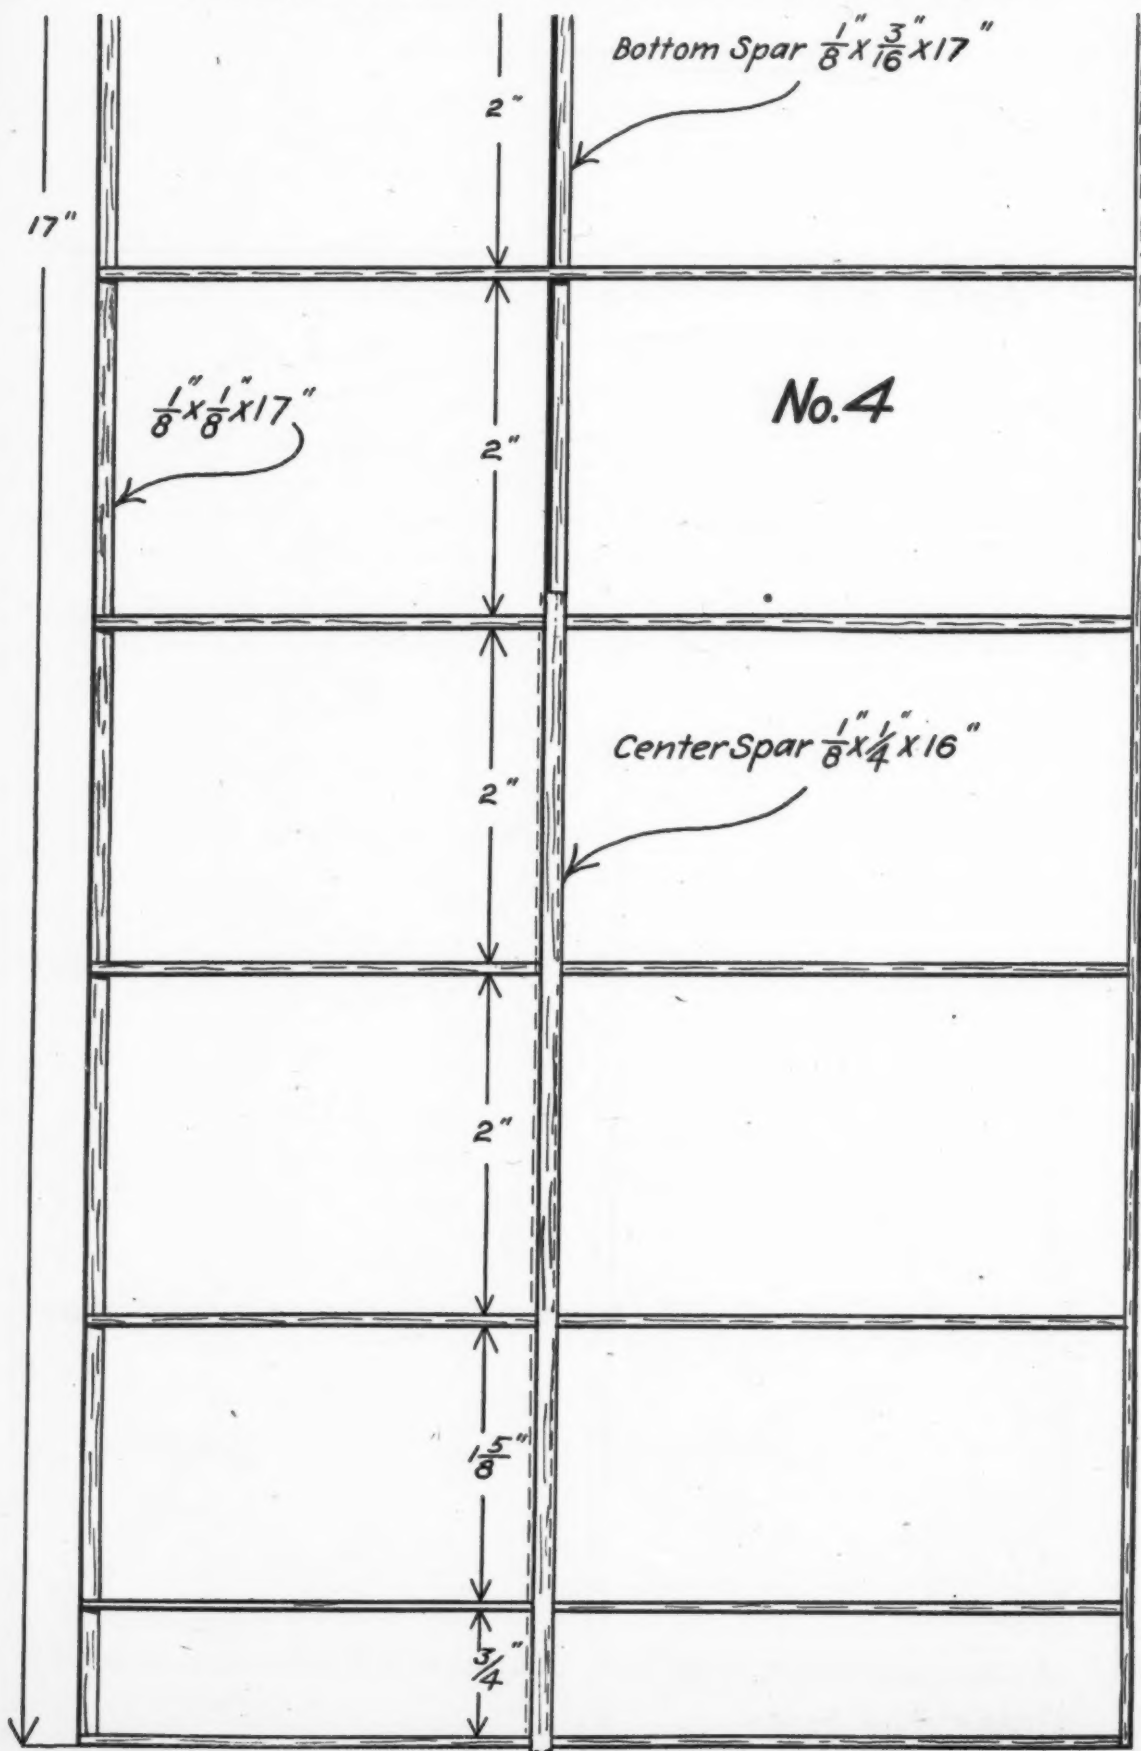 Bottom Spar 1/8" x 3/16" x 17"
2"
17"
1/8" x 1/8" x 17"
No. 4
2"
Center Spar 1/8" x 1/4" x 16"
2"
2"
1 5/8"
3/4"